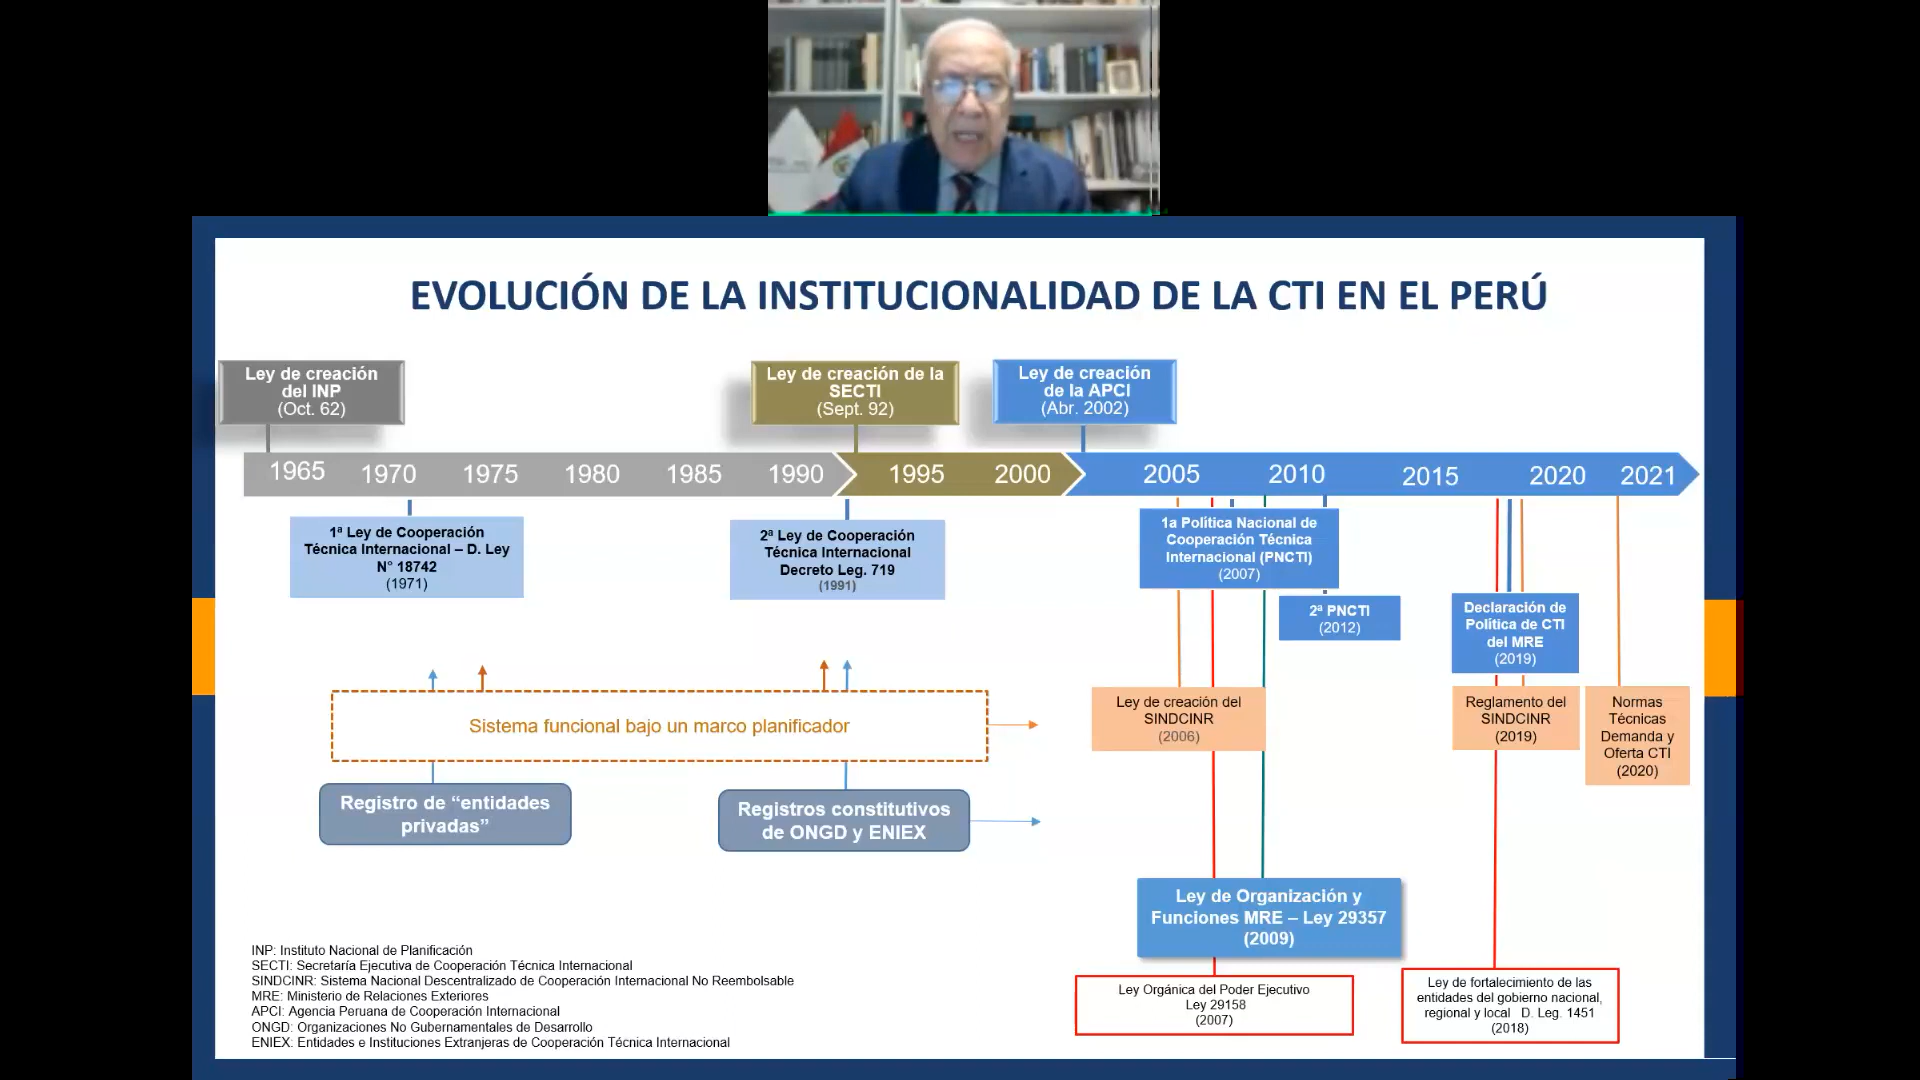 EVOLUCIÓN DE LA INSTITUCIONALIDAD DE LA CTI EN EL PERÚ
Ley de creación
del INP
(Oct. 62)
Ley de creación de la
SECTI
(Sept. 92)
Ley de creación
de la APCI
(Abr. 2002)
1965 1970 1975 1980 1985 1990 1995 2000 2005 2010 2015 2020 2021
1ª Ley de Cooperación
Técnica Internacional – D. Ley
N° 18742
(1971)
2ª Ley de Cooperación
Técnica Internacional
Decreto Leg. 719
(1991)
1a Política Nacional de
Cooperación Técnica
Internacional (PNCTI)
(2007)
2ª PNCTI
(2012)
Declaración de
Política de CTI
del MRE
(2019)
Sistema funcional bajo un marco planificador
Ley de creación del
SINDCINR
(2006)
Reglamento del
SINDCINR
(2019)
Normas
Técnicas
Demanda y
Oferta CTI
(2020)
Registro de “entidades
privadas”
Registros constitutivos
de ONGD y ENIEX
Ley de Organización y
Funciones MRE – Ley 29357
(2009)
Ley Orgánica del Poder Ejecutivo
Ley 29158
(2007)
Ley de fortalecimiento de las
entidades del gobierno nacional,
regional y local D. Leg. 1451
(2018)
INP: Instituto Nacional de Planificación
SECTI: Secretaría Ejecutiva de Cooperación Técnica Internacional
SINDCINR: Sistema Nacional Descentralizado de Cooperación Internacional No Reembolsable
MRE: Ministerio de Relaciones Exteriores
APCI: Agencia Peruana de Cooperación Internacional
ONGD: Organizaciones No Gubernamentales de Desarrollo
ENIEX: Entidades e Instituciones Extranjeras de Cooperación Técnica Internacional